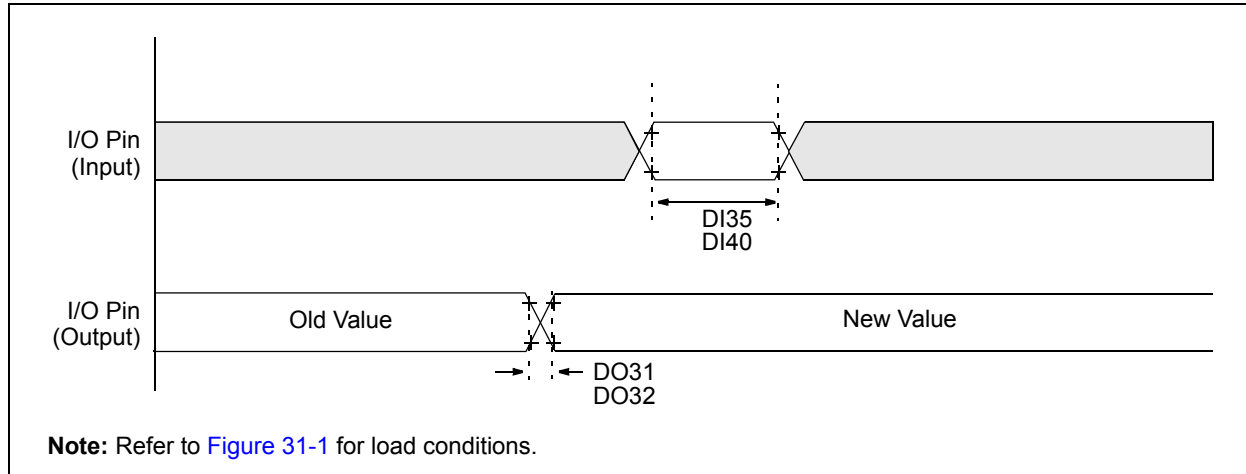 I/O Pin
(Input)
DI35
DI40
I/O Pin
(Output)
Old Value
New Value
DO31
DO32
Note: Refer to Figure 31-1 for load conditions.